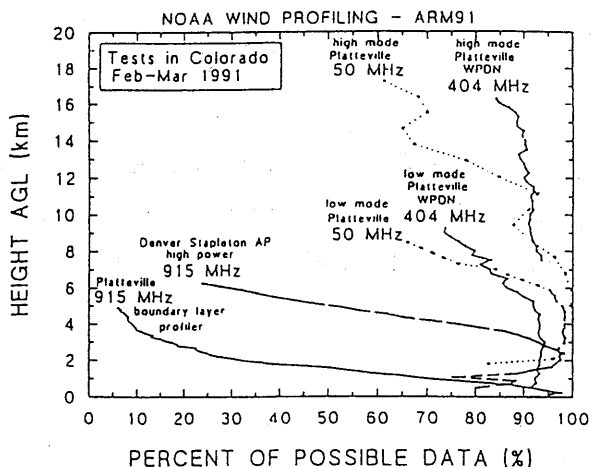 NOAA WIND PROFILING - ARM91
Tests in Colorado
Feb-Mar 1991
high mode
Platteville
50 MHz
high mode
Platteville
WPDN
404 MHz
low mode
Platteville
WPDN
404 MHz
low mode
Platteville
50 MHz
Denver Stapleton AP
high power
915 MHz
Platteville
915 MHz
boundary layer
profiler
HEIGHT AGL (km)
20
18
16
14
12
10
8
6
4
2
0
0 10 20 30 40 50 60 70 80 90 100
PERCENT OF POSSIBLE DATA (%)